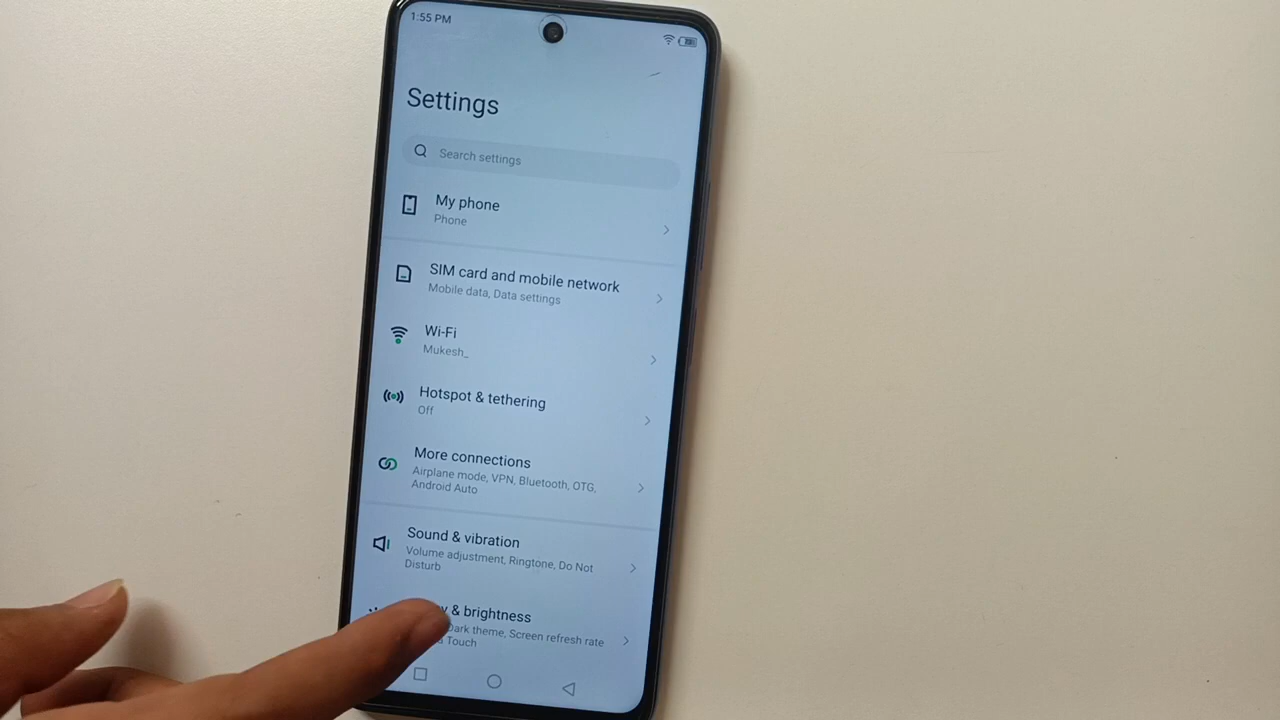 1:55 PM
Settings
Search settings
My phone
Phone
SIM card and mobile network
Mobile data, Data settings
Wi-Fi
Mukesh_
Hotspot & tethering
Off
More connections
Airplane mode, VPN, Bluetooth, OTG,
Android Auto
Sound & vibration
Volume adjustment, Ringtone, Do Not
Disturb
& brightness
Dark theme, Screen refresh rate
Touch